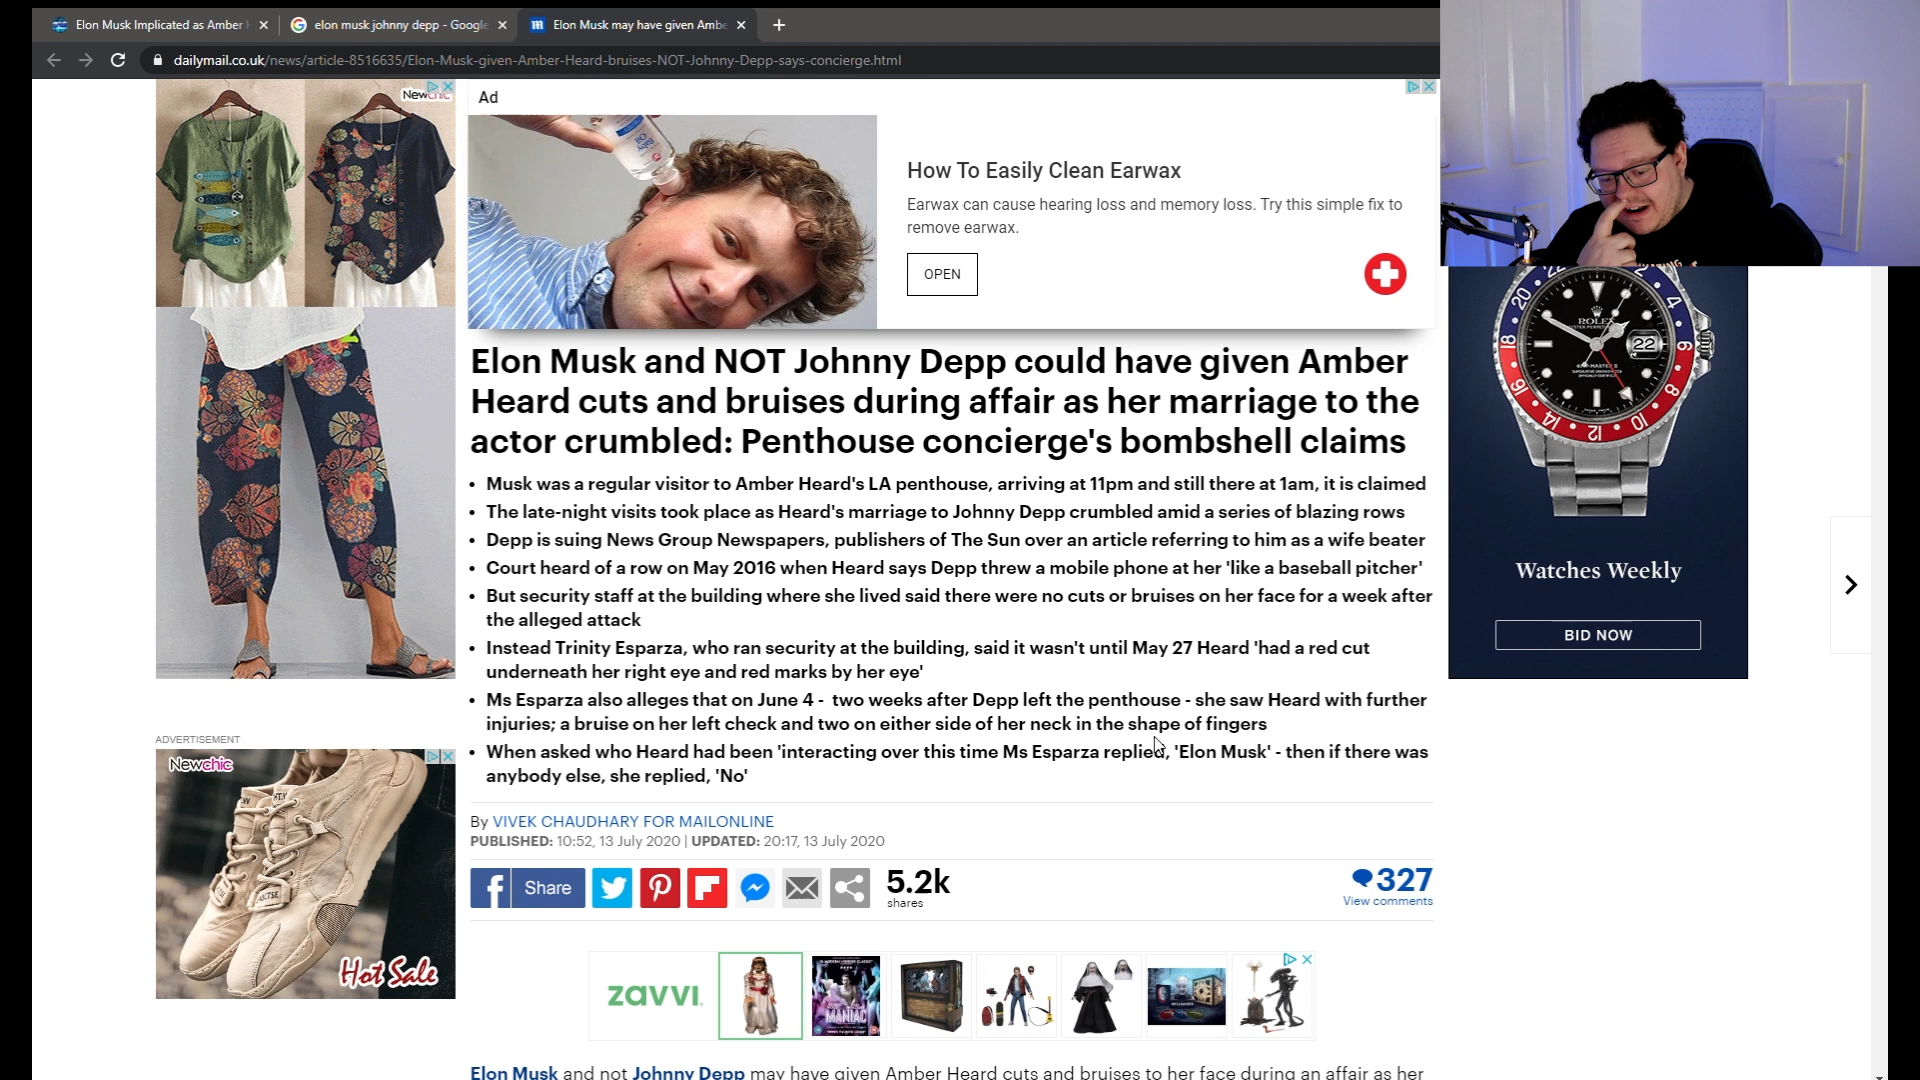 Elon Musk Implicated as Amber
elon musk johnny depp - Google
Elon Musk may have given Ambe
dailymail.co.uk/news/article-8516635/Elon-Musk-given-Amber-Heard-bruises-NOT-Johnny-Depp-says-concierge.html
Newchic
Ad
How To Easily Clean Earwax
Earwax can cause hearing loss and memory loss. Try this simple fix to
remove earwax.
OPEN
Elon Musk and NOT Johnny Depp could have given Amber
Heard cuts and bruises during affair as her marriage to the
actor crumbled: Penthouse concierge's bombshell claims
• Musk was a regular visitor to Amber Heard's LA penthouse, arriving at 11pm and still there at 1am, it is claimed
• The late-night visits took place as Heard's marriage to Johnny Depp crumbled amid a series of blazing rows
• Depp is suing News Group Newspapers, publishers of The Sun over an article referring to him as a wife beater
• Court heard of a row on May 2016 when Heard says Depp threw a mobile phone at her 'like a baseball pitcher'
• But security staff at the building where she lived said there were no cuts or bruises on her face for a week after
the alleged attack
• Instead Trinity Esparza, who ran security at the building, said it wasn't until May 27 Heard 'had a red cut
underneath her right eye and red marks by her eye'
• Ms Esparza also alleges that on June 4 - two weeks after Depp left the penthouse - she saw Heard with further
injuries; a bruise on her left check and two on either side of her neck in the shape of fingers
• When asked who Heard had been 'interacting over this time Ms Esparza replied, 'Elon Musk' - then if there was
anybody else, she replied, 'No'
By VIVEK CHAUDHARY FOR MAILONLINE
PUBLISHED: 10:52, 13 July 2020 | UPDATED: 20:17, 13 July 2020
Share
5.2k
shares
327
View comments
ROLEX
22
20
18
16
14
12
10
8
6
4
Watches Weekly
BID NOW
ADVERTISEMENT
Newchic
Hot Sale
ZAVVI.
MANIAC
Elon Musk and not Johnny Depp may have given Amber Heard cuts and bruises to her face during an affair as her